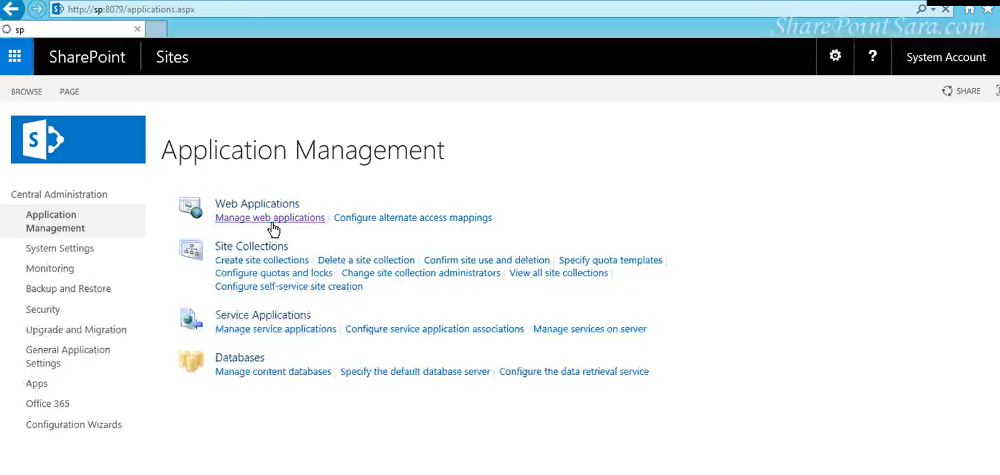 http://sp:8079/applications.aspx
sp
SharePointSara.com
SharePoint Sites
? System Account
BROWSE PAGE
SHARE
S
Application Management
Central Administration
Application
Management
System Settings
Monitoring
Backup and Restore
Security
Upgrade and Migration
General Application
Settings
Apps
Office 365
Configuration Wizards
Web Applications
Manage web applications | Configure alternate access mappings
Site Collections
Create site collections | Delete a site collection | Confirm site use and deletion | Specify quota templates |
Configure quotas and locks | Change site collection administrators | View all site collections |
Configure self-service site creation
Service Applications
Manage service applications | Configure service application associations | Manage services on server
Databases
Manage content databases | Specify the default database server | Configure the data retrieval service